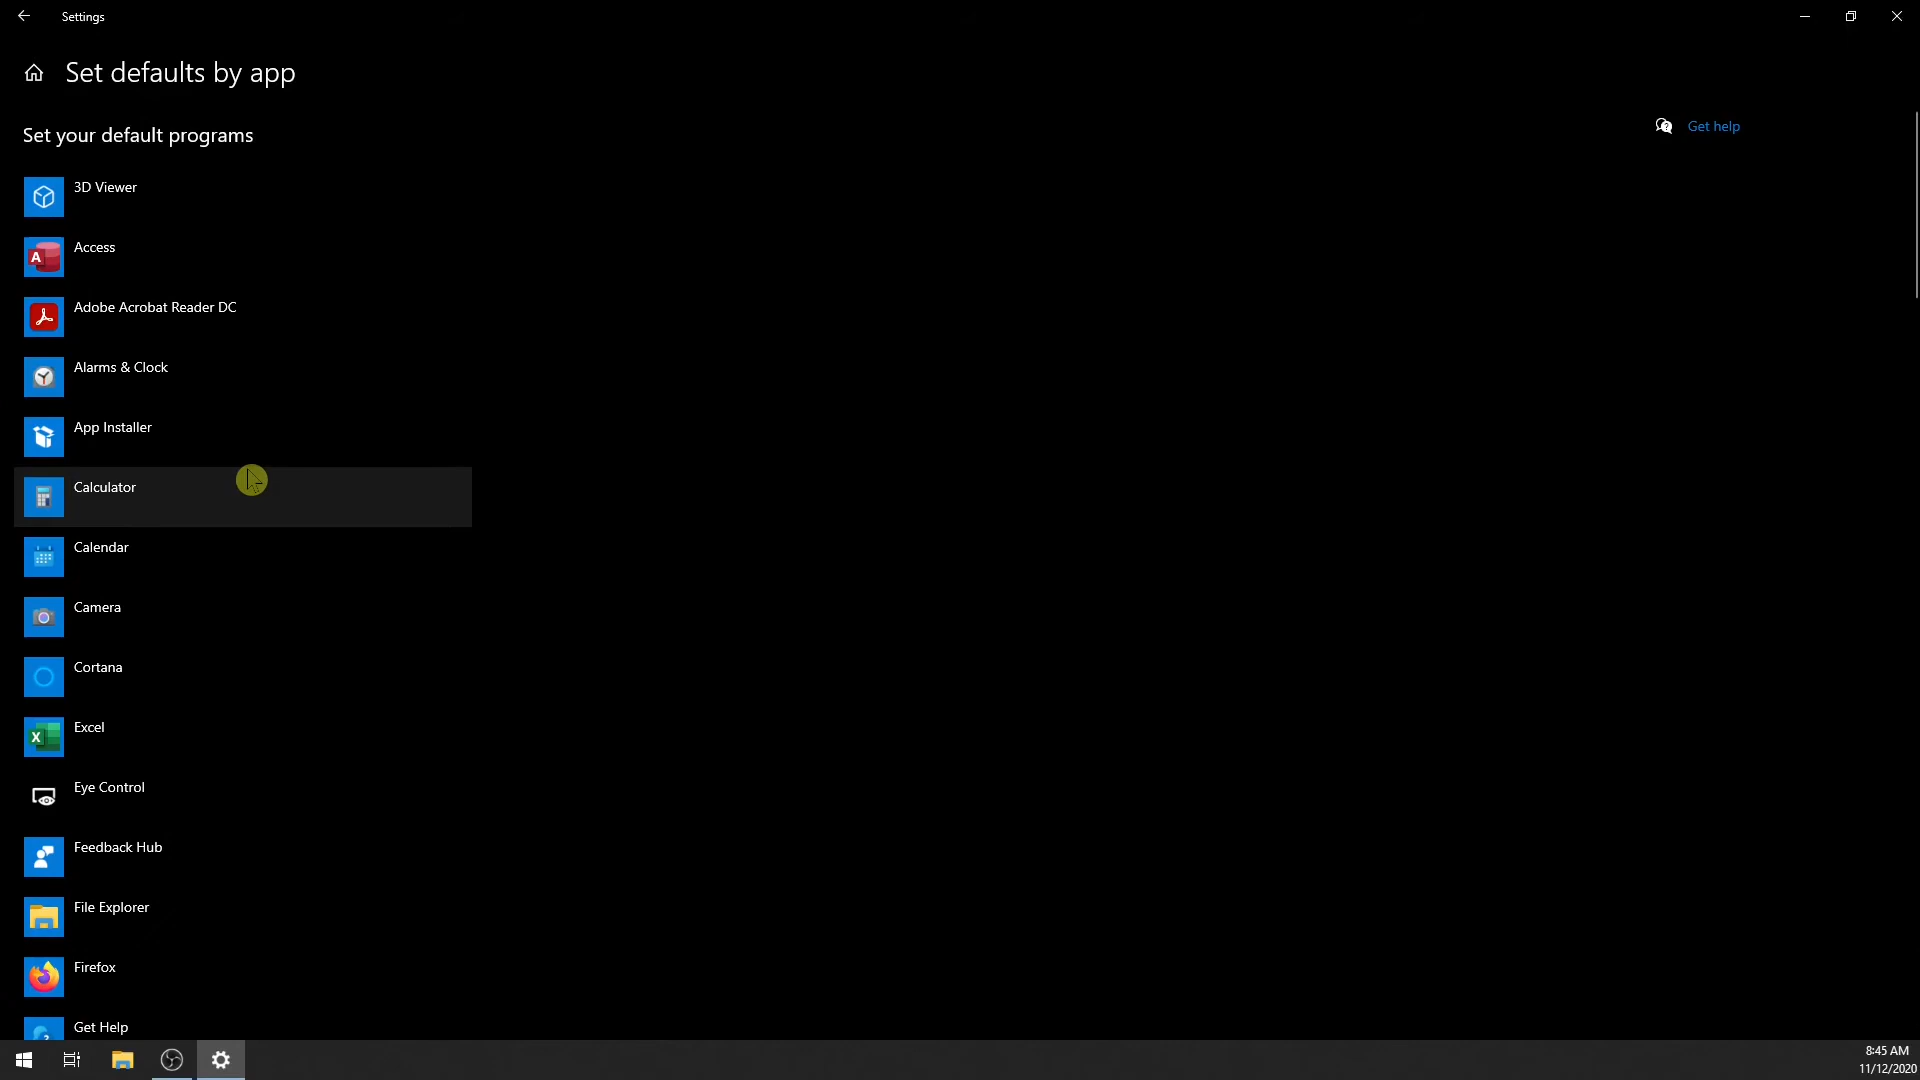 Settings
Set defaults by app
Set your default programs
Get help
3D Viewer
Access
Adobe Acrobat Reader DC
Alarms & Clock
App Installer
Calculator
Calendar
Camera
Cortana
Excel
Eye Control
Feedback Hub
File Explorer
Firefox
Get Help
8:45 AM
11/12/2020